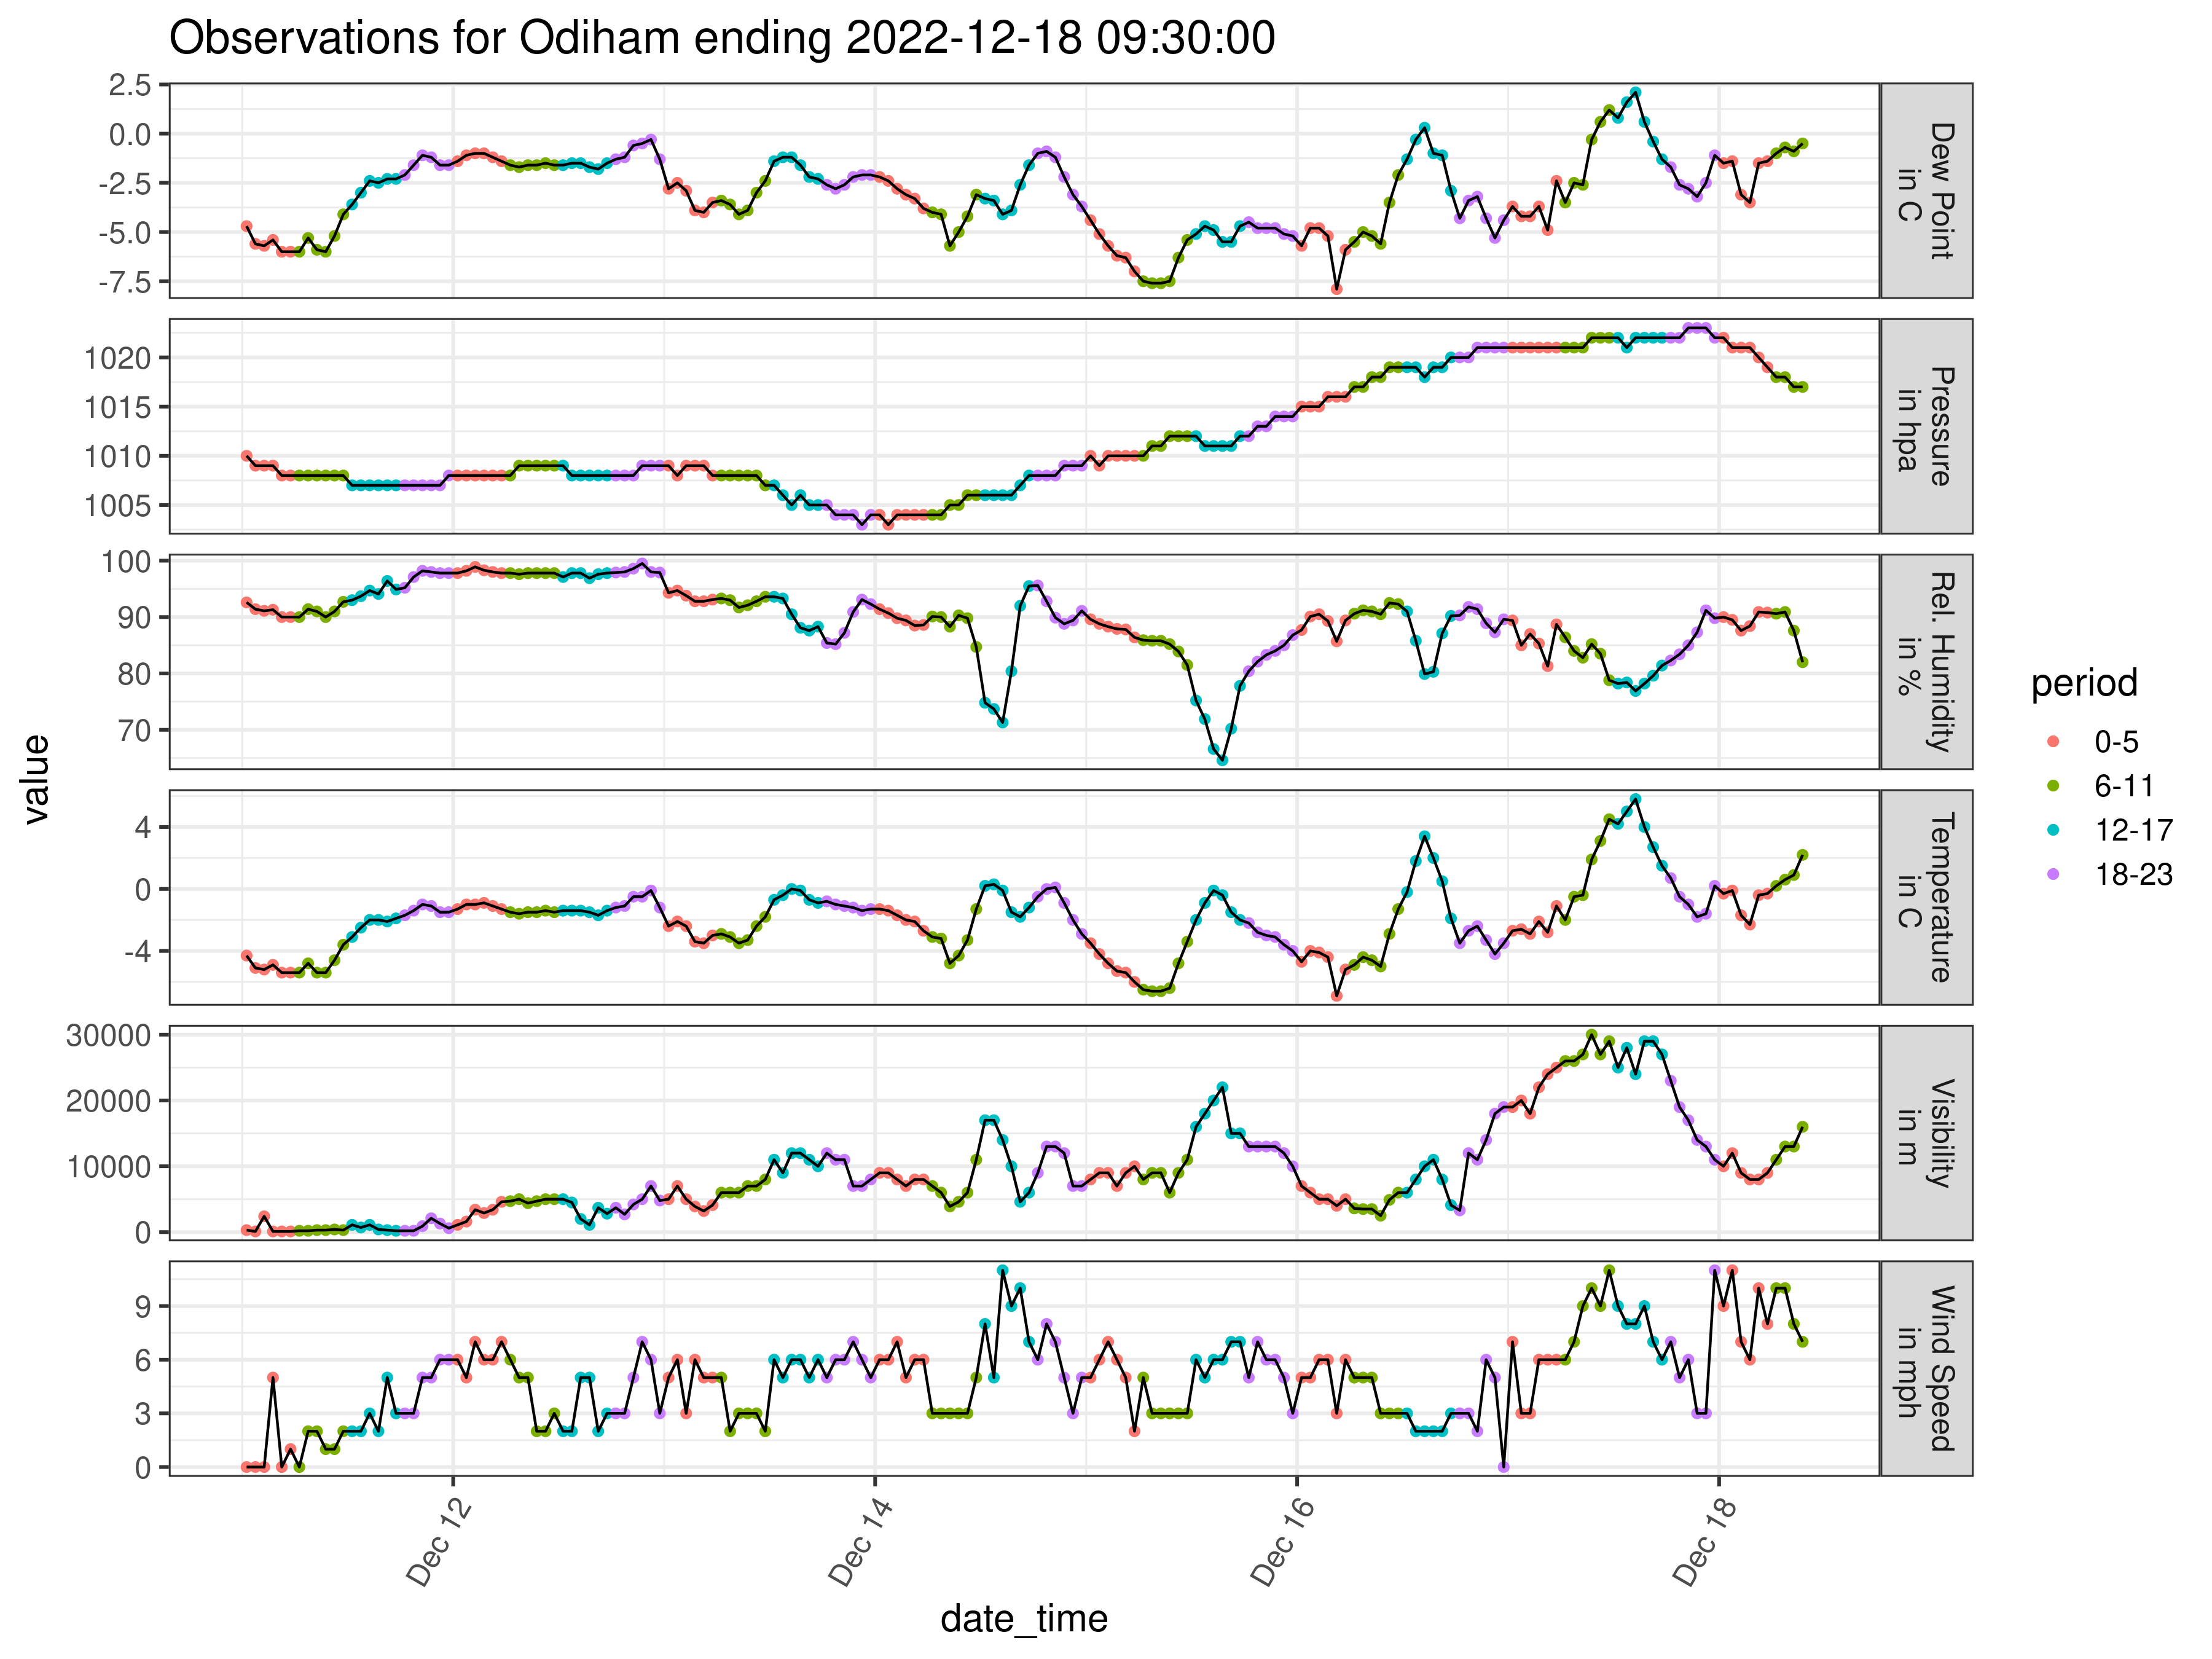 Observations for Odiham ending 2022-12-18 09:30:00
2.5
0.0
-2.5
-5.0
-7.5
Dew Point
in C
1020
1015
1010
1005
Pressure
in hpa
100
90
80
70
Rel. Humidity
in %
4
0
-4
Temperature
in C
30000
20000
10000
0
Visibility
in m
9
6
3
0
Wind Speed
in mph
value
Dec 12
Dec 14
Dec 16
Dec 18
date_time
period
0-5
6-11
12-17
18-23